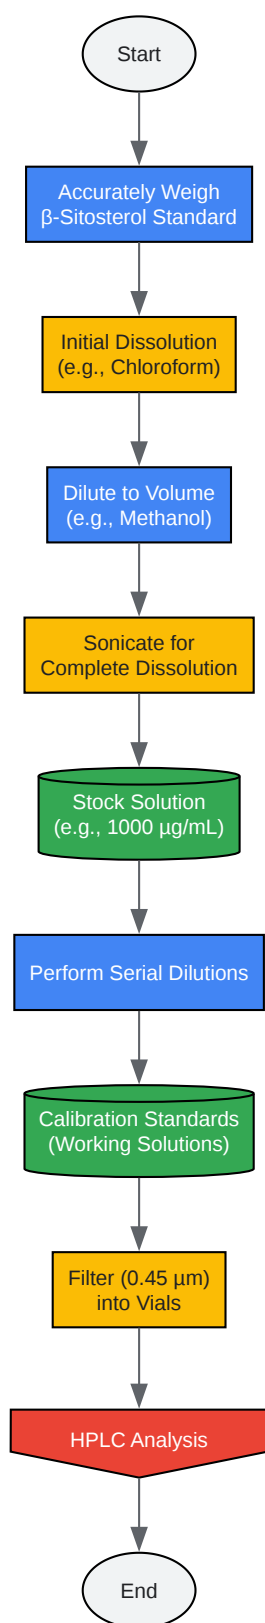 Start
Accurately Weigh
β-Sitosterol Standard
Initial Dissolution
(e.g., Chloroform)
Dilute to Volume
(e.g., Methanol)
Sonicate for
Complete Dissolution
Stock Solution
(e.g., 1000 µg/mL)
Perform Serial Dilutions
Calibration Standards
(Working Solutions)
Filter (0.45 µm)
into Vials
HPLC Analysis
End